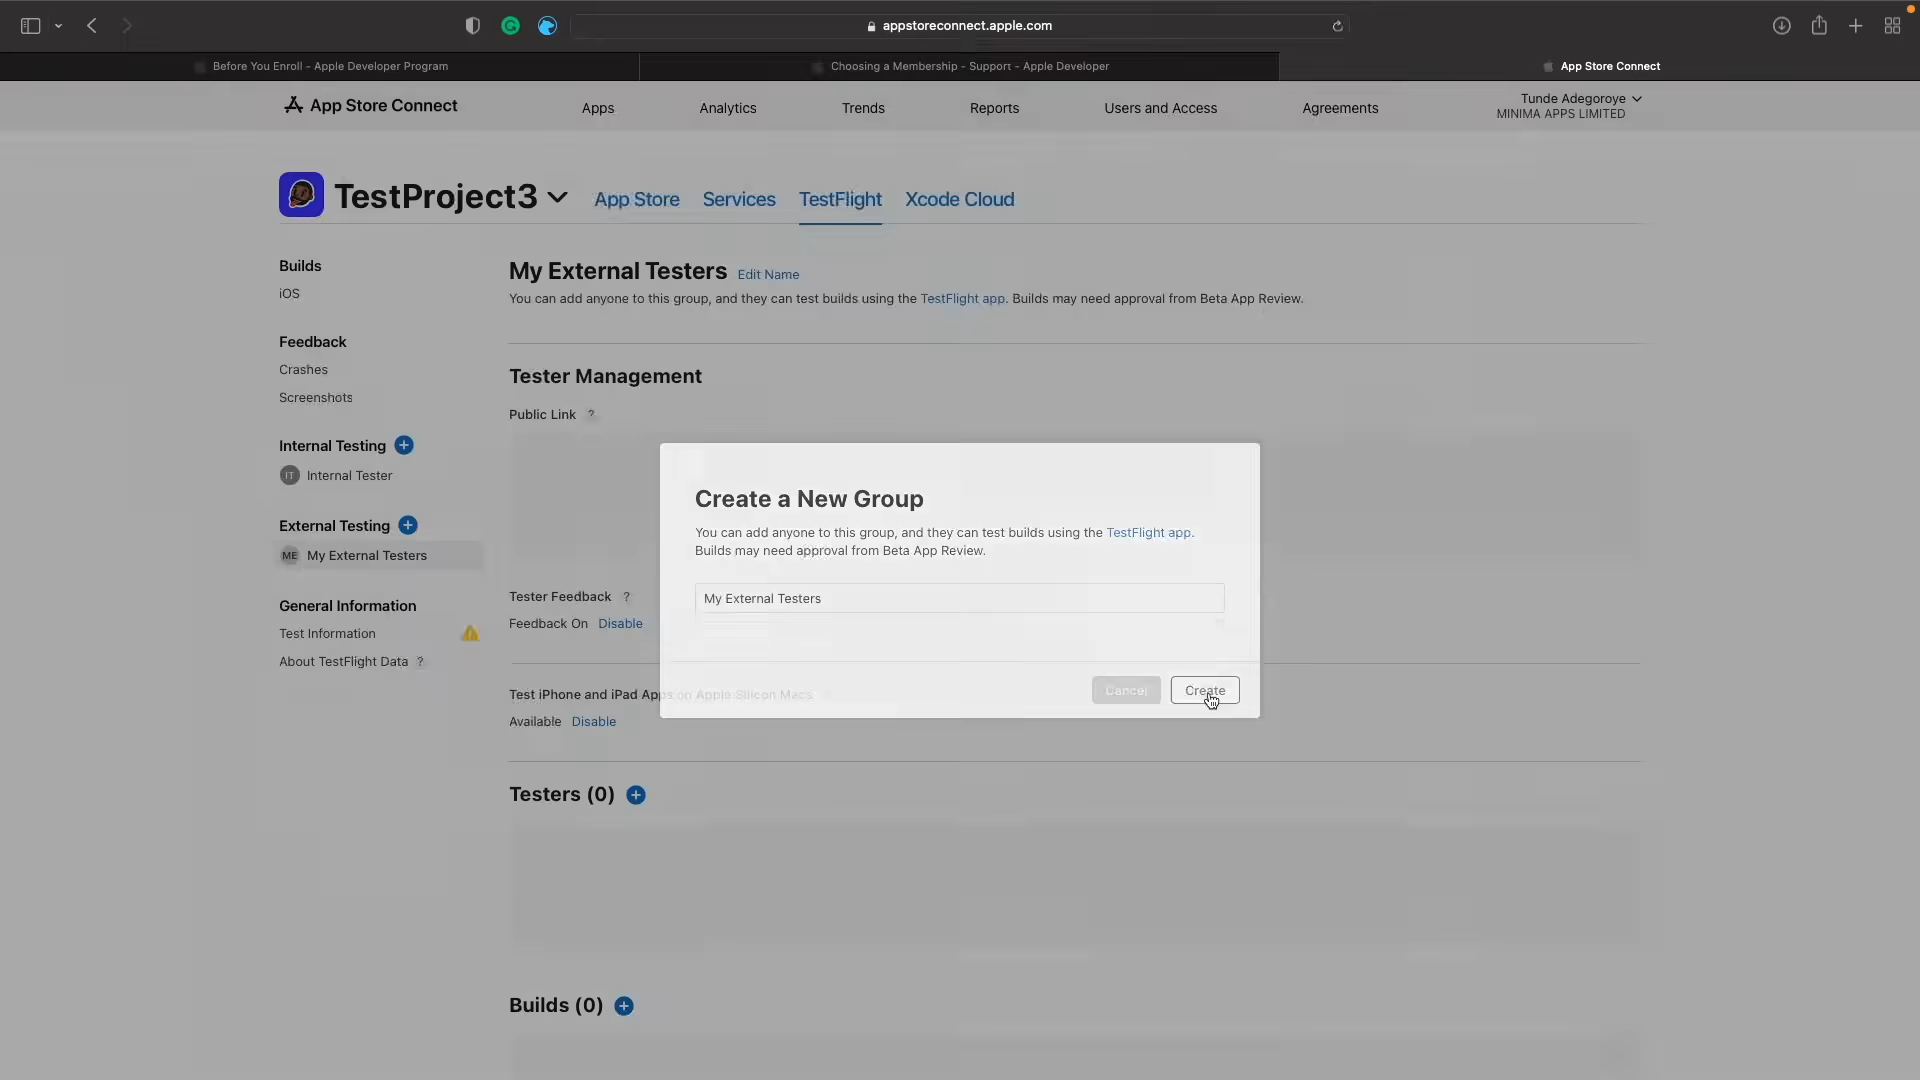 appstoreconnect.apple.com
Before You Enroll - Apple Developer Program
Choosing a Membership - Support - Apple Developer
App Store Connect
App Store Connect
Apps
Analytics
Trends
Reports
Users and Access
Agreements
Tunde Adegoroye
MINIMA APPS LIMITED
TestProject3
App Store
Services
TestFlight
Xcode Cloud
Builds
iOS
Feedback
Crashes
Screenshots
Internal Testing
IT Internal Tester
External Testing
ME My External Testers
General Information
Test Information
About TestFlight Data ?
My External Testers Edit Name
You can add anyone to this group, and they can test builds using the TestFlight app. Builds may need approval from Beta App Review.
Tester Management
Public Link ?
Tester Feedback ?
Feedback On Disable
Test iPhone and iPad Apps on Apple Silicon Macs
Available Disable
Testers (0)
Builds (0)
Create a New Group
You can add anyone to this group, and they can test builds using the TestFlight app.
Builds may need approval from Beta App Review.
My External Testers
Cancel
Create